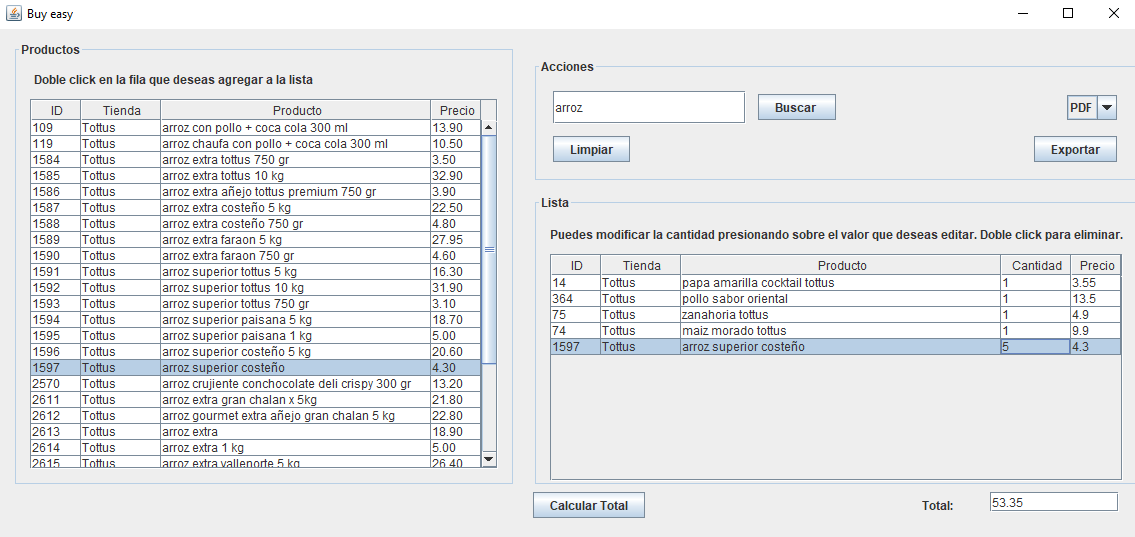 Buy easy
Productos
Doble click en la fila que deseas agregar a la lista
ID Tienda Producto Precio
109 Tottus arroz con pollo + coca cola 300 ml 13.90
119 Tottus arroz chaufa con pollo + coca cola 300 ml 10.50
1584 Tottus arroz extra tottus 750 gr 3.50
1585 Tottus arroz extra tottus 10 kg 32.90
1586 Tottus arroz extra añejo tottus premium 750 gr 3.90
1587 Tottus arroz extra costeño 5 kg 22.50
1588 Tottus arroz extra costeño 750 gr 4.80
1589 Tottus arroz extra faraon 5 kg 27.95
1590 Tottus arroz extra faraon 750 gr 4.60
1591 Tottus arroz superior tottus 5 kg 16.30
1592 Tottus arroz superior tottus 10 kg 31.90
1593 Tottus arroz superior tottus 750 gr 3.10
1594 Tottus arroz superior paisana 5 kg 18.70
1595 Tottus arroz superior paisana 1 kg 5.00
1596 Tottus arroz superior costeño 5 kg 20.60
1597 Tottus arroz superior costeño 4.30
2570 Tottus arroz crujiente conchocolate deli crispy 300 gr 13.20
2611 Tottus arroz extra gran chalan x 5kg 21.80
2612 Tottus arroz gourmet extra añejo gran chalan 5 kg 22.80
2613 Tottus arroz extra 18.90
2614 Tottus arroz extra 1 kg 5.00
2615 Tottus arroz extra vallenorte 5 kg 26.40
Acciones
arroz Buscar PDF
Limpiar Exportar
Lista
Puedes modificar la cantidad presionando sobre el valor que deseas editar. Doble click para eliminar.
ID Tienda Producto Cantidad Precio
14 Tottus papa amarilla cocktail tottus 1 3.55
364 Tottus pollo sabor oriental 1 13.5
75 Tottus zanahoria tottus 1 4.9
74 Tottus maiz morado tottus 1 9.9
1597 Tottus arroz superior costeño 5 4.3
Calcular Total Total: 53.35